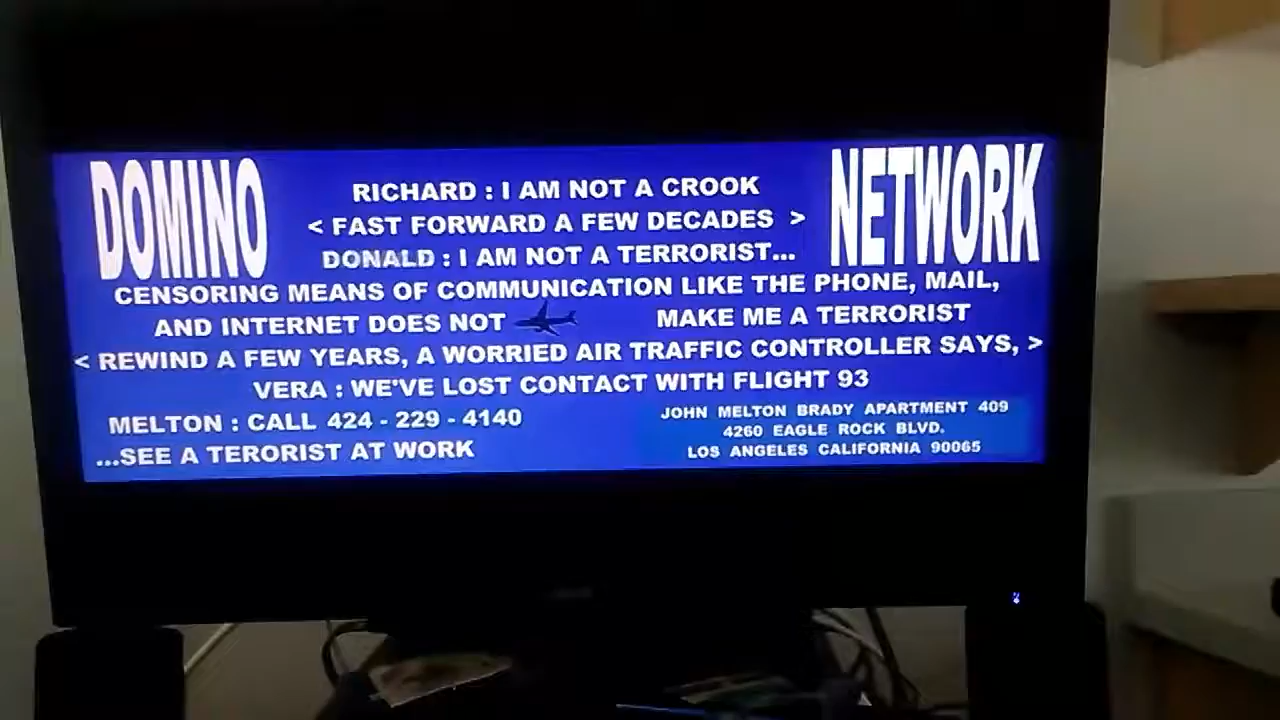 DOMINO
NETWORK
RICHARD : I AM NOT A CROOK
< FAST FORWARD A FEW DECADES >
DONALD : I AM NOT A TERRORIST...
CENSORING MEANS OF COMMUNICATION LIKE THE PHONE, MAIL,
AND INTERNET DOES NOT MAKE ME A TERRORIST
< REWIND A FEW YEARS, A WORRIED AIR TRAFFIC CONTROLLER SAYS, >
VERA : WE'VE LOST CONTACT WITH FLIGHT 93
MELTON : CALL 424 - 229 - 4140
...SEE A TERORIST AT WORK
JOHN MELTON BRADY APARTMENT 409
4260 EAGLE ROCK BLVD.
LOS ANGELES CALIFORNIA 90065